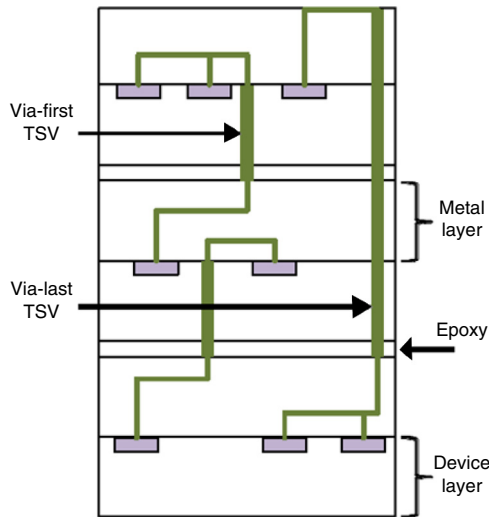 Via-first
TSV
Metal
layer
Via-last
TSV
Epoxy
Device
layer